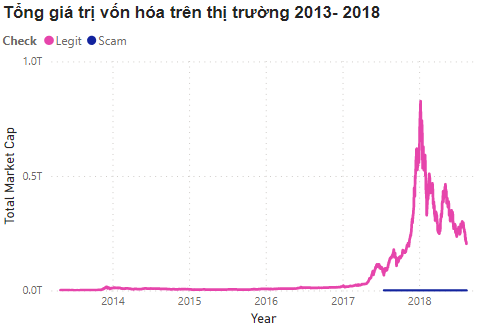 Tổng giá trị vốn hóa trên thị trường 2013- 2018
Check Legit Scam
1.0T
0.5T
0.0T
Total Market Cap
2014 2015 2016 2017 2018
Year